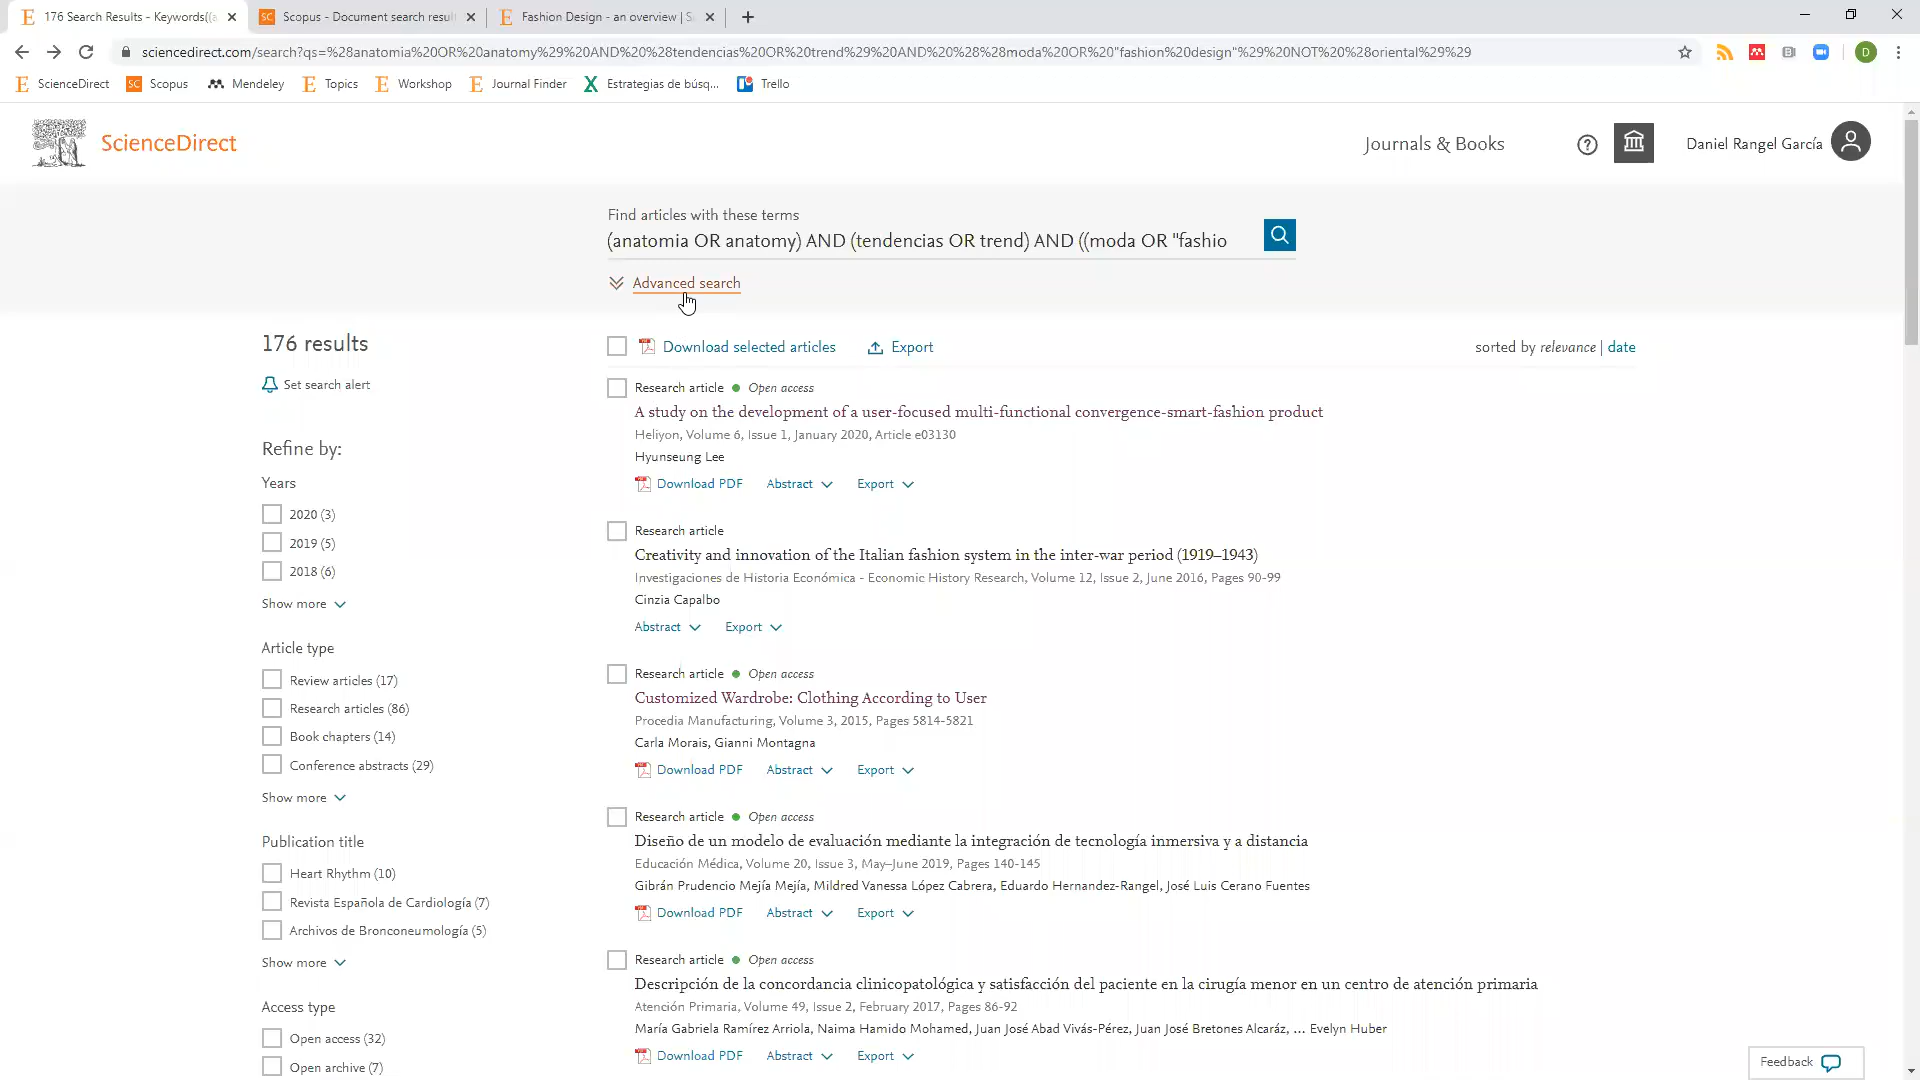 176 Search Results - Keywords((a
Scopus - Document search resul
Fashion Design - an overview | S
sciencedirect.com/search?qs=%28anatomia%20OR%20anatomy%29%20AND%20%28tendencias%20OR%20trend%29%20AND%20%28%28moda%20OR%20"fashion%20design"%29%20NOT%20%28oriental%29%29
D
ScienceDirect
Scopus
Mendeley
Topics
Workshop
Journal Finder
Estrategias de búsq...
Trello
ScienceDirect
Journals & Books
Daniel Rangel García
Find articles with these terms
(anatomia OR anatomy) AND (tendencias OR trend) AND ((moda OR "fashio
Advanced search
176 results
Set search alert
Refine by:
Years
2020 (3)
2019 (5)
2018 (6)
Show more
Article type
Review articles (17)
Research articles (86)
Book chapters (14)
Conference abstracts (29)
Show more
Publication title
Heart Rhythm (10)
Revista Española de Cardiología (7)
Archivos de Bronconeumología (5)
Show more
Access type
Open access (32)
Open archive (7)
Download selected articles
Export
sorted by relevance | date
Research article Open access
A study on the development of a user-focused multi-functional convergence-smart-fashion product
Heliyon, Volume 6, Issue 1, January 2020, Article e03130
Hyunseung Lee
Download PDF Abstract Export
Research article
Creativity and innovation of the Italian fashion system in the inter-war period (1919–1943)
Investigaciones de Historia Económica - Economic History Research, Volume 12, Issue 2, June 2016, Pages 90-99
Cinzia Capalbo
Abstract Export
Research article Open access
Customized Wardrobe: Clothing According to User
Procedia Manufacturing, Volume 3, 2015, Pages 5814-5821
Carla Morais, Gianni Montagna
Download PDF Abstract Export
Research article Open access
Diseño de un modelo de evaluación mediante la integración de tecnología inmersiva y a distancia
Educación Médica, Volume 20, Issue 3, May–June 2019, Pages 140-145
Gibrán Prudencio Mejía Mejía, Mildred Vanessa López Cabrera, Eduardo Hernandez-Rangel, José Luis Cerano Fuentes
Download PDF Abstract Export
Research article Open access
Descripción de la concordancia clinicopatológica y satisfacción del paciente en la cirugía menor en un centro de atención primaria
Atención Primaria, Volume 49, Issue 2, February 2017, Pages 86-92
María Gabriela Ramírez Arriola, Naima Hamido Mohamed, Juan José Abad Vivás-Pérez, Juan José Bretones Alcaráz, ... Evelyn Huber
Download PDF Abstract Export
Feedback